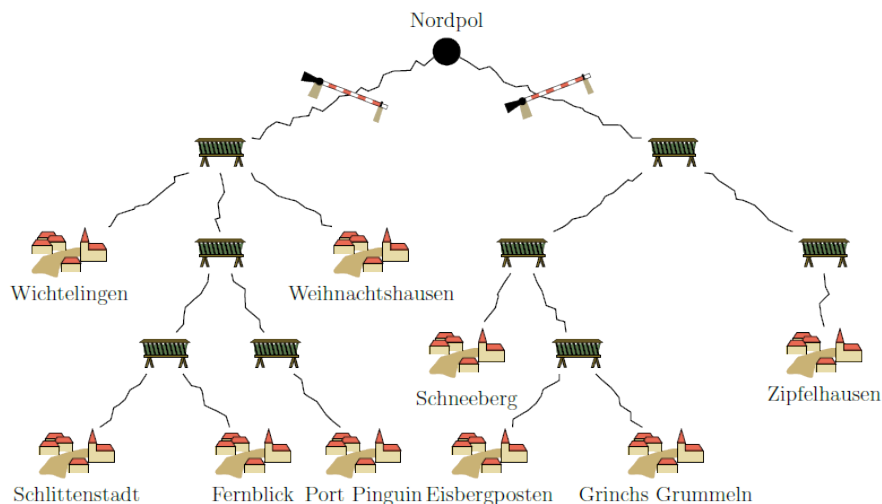 Nordpol
Wichtelingen
Weihnachtshausen
Schneeberg
Zipfelhausen
Schlittenstadt
Fernblick
Port Pinguin
Eisbergposten
Grinchs Grummeln